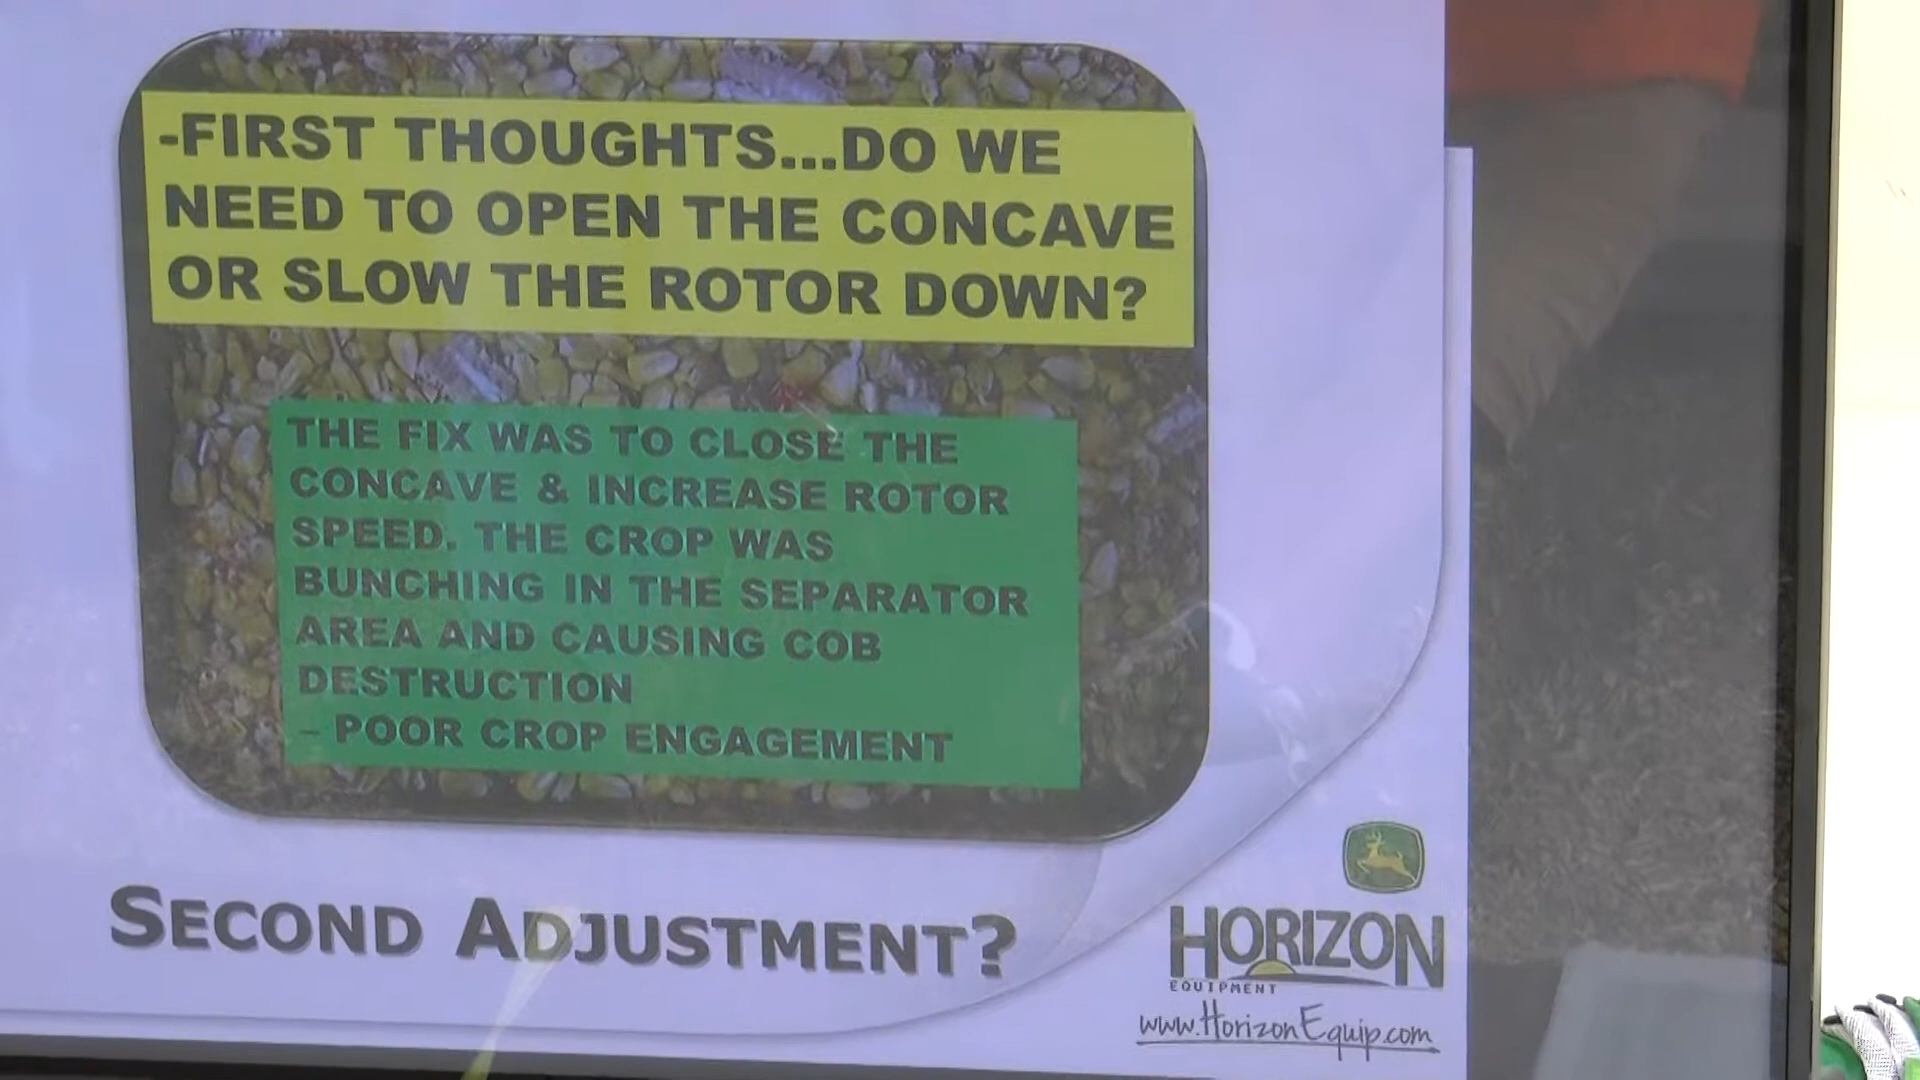 -FIRST THOUGHTS...DO WE
NEED TO OPEN THE CONCAVE
OR SLOW THE ROTOR DOWN?
THE FIX WAS TO CLOSE THE
CONCAVE & INCREASE ROTOR
SPEED. THE CROP WAS
BUNCHING IN THE SEPARATOR
AREA AND CAUSING COB
DESTRUCTION
– POOR CROP ENGAGEMENT
SECOND ADJUSTMENT?
HORIZON
EQUIPMENT
www.HorizonEquip.com